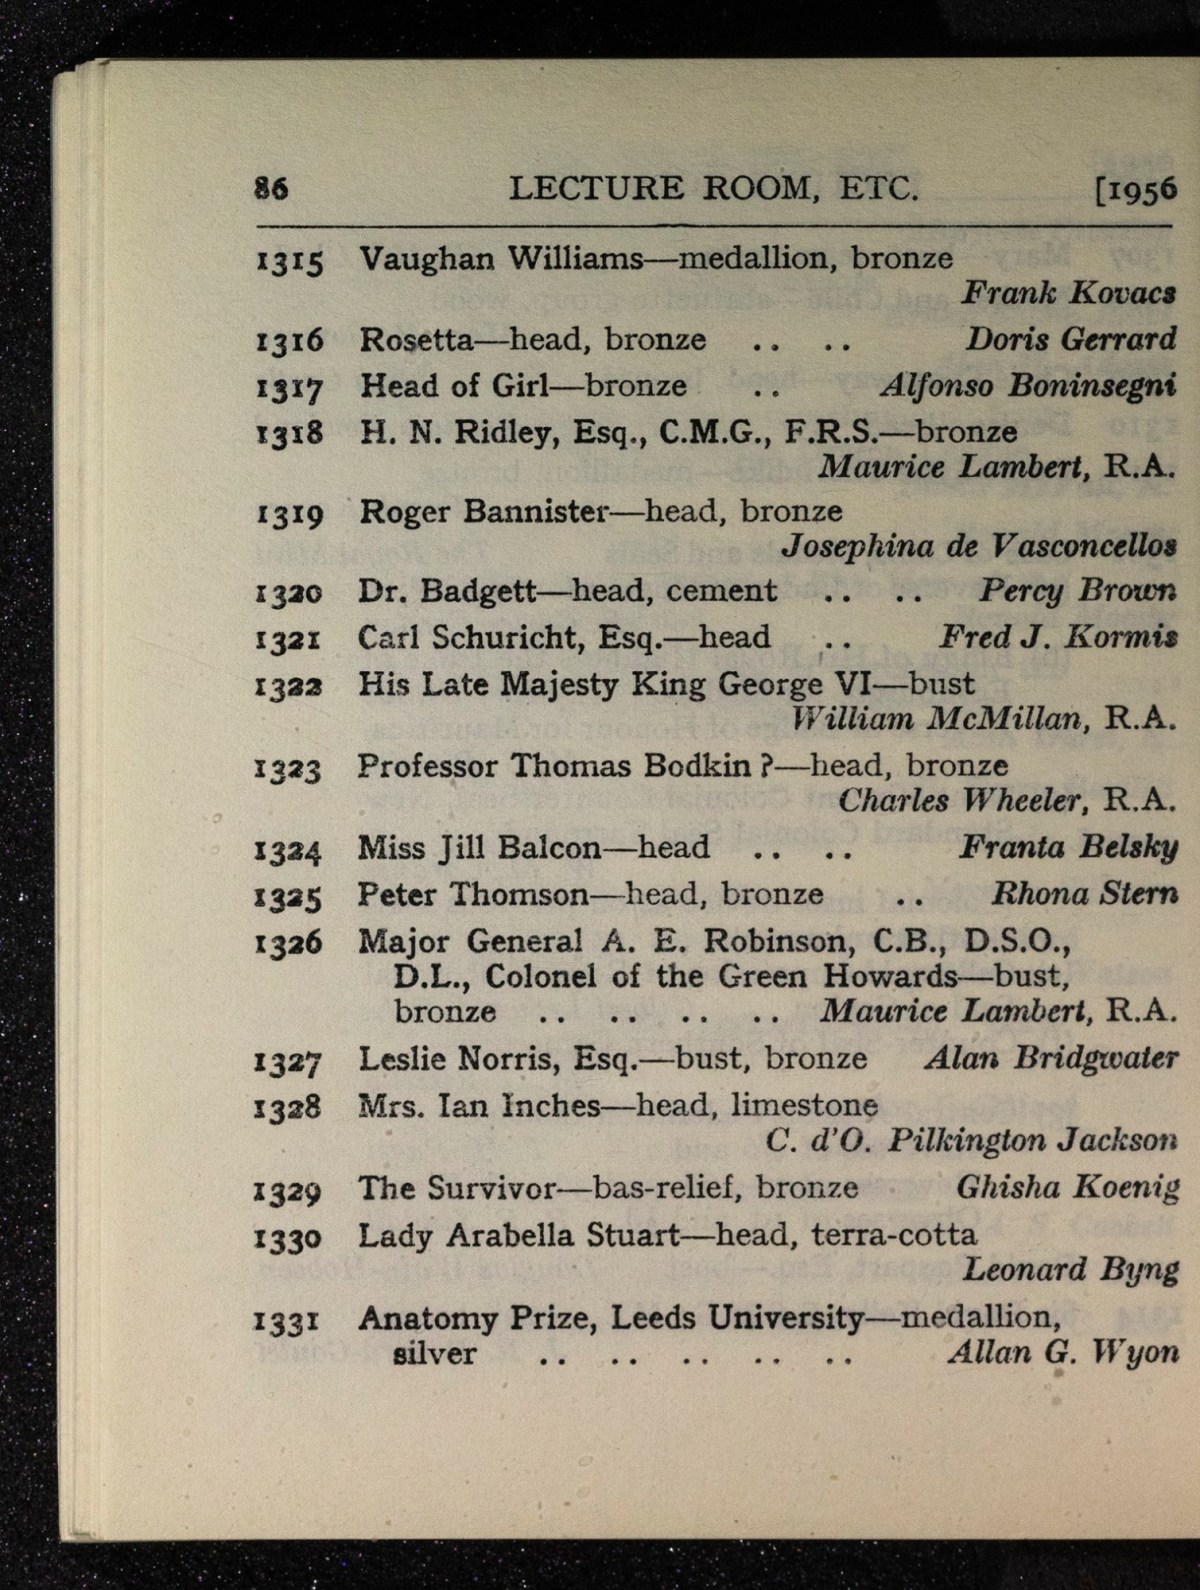 86 LECTURE ROOM, ETC. [1956
1315 Vaughan Williams—medallion, bronze
Frank Kovacs
1316 Rosetta—head, bronze .. .. Doris Gerrard
1317 Head of Girl—bronze .. Alfonso Boninsegni
1318 H. N. Ridley, Esq., C.M.G., F.R.S.—bronze
Maurice Lambert, R.A.
1319 Roger Bannister—head, bronze
Josephina de Vasconcellos
1320 Dr. Badgett—head, cement .. .. Percy Brown
1321 Carl Schuricht, Esq.—head .. Fred J. Kormis
1322 His Late Majesty King George VI—bust
William McMillan, R.A.
1323 Professor Thomas Bodkin ?—head, bronze
Charles Wheeler, R.A.
1324 Miss Jill Balcon—head .. .. Franta Belsky
1325 Peter Thomson—head, bronze .. Rhona Stern
1326 Major General A. E. Robinson, C.B., D.S.O.,
D.L., Colonel of the Green Howards—bust,
bronze .. .. .. .. Maurice Lambert, R.A.
1327 Leslie Norris, Esq.—bust, bronze Alan Bridgwater
1328 Mrs. Ian Inches—head, limestone
C. d'O. Pilkington Jackson
1329 The Survivor—bas-relief, bronze Ghisha Koenig
1330 Lady Arabella Stuart—head, terra-cotta
Leonard Byng
1331 Anatomy Prize, Leeds University—medallion,
silver .. .. .. .. .. Allan G. Wyon